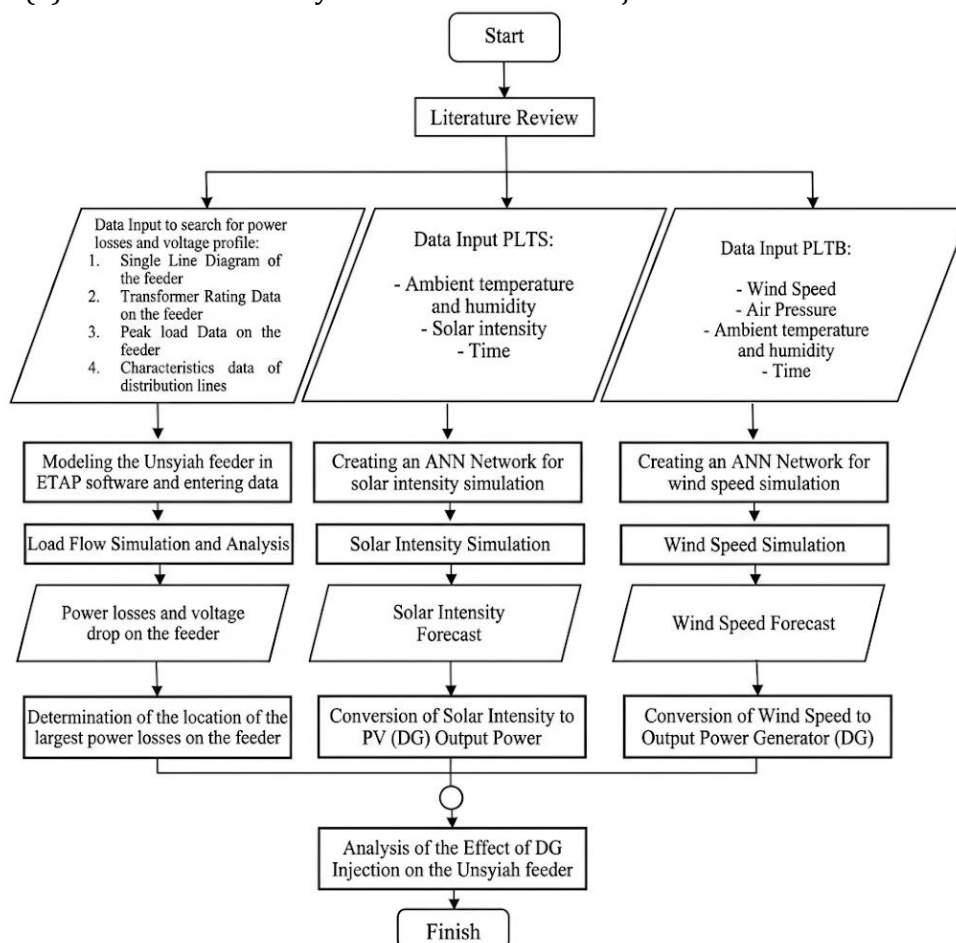 Start
Literature Review
Data Input to search for power
losses and voltage profile:
1. Single Line Diagram of
the feeder
2. Transformer Rating Data
on the feeder
3. Peak load Data on the
feeder
4. Characteristics data of
distribution lines
Data Input PLTS:
- Ambient temperature
and humidity
- Solar intensity
- Time
Data Input PLTB:
- Wind Speed
- Air Pressure
- Ambient temperature
and humidity
- Time
Modeling the Unsyiah feeder in
ETAP software and entering data
Creating an ANN Network for
solar intensity simulation
Creating an ANN Network for
wind speed simulation
Load Flow Simulation and Analysis
Solar Intensity Simulation
Wind Speed Simulation
Power losses and voltage
drop on the feeder
Solar Intensity
Forecast
Wind Speed Forecast
Determination of the location of the
largest power losses on the feeder
Conversion of Solar Intensity to
PV (DG) Output Power
Conversion of Wind Speed to
Output Power Generator (DG)
Analysis of the Effect of DG
Injection on the Unsyiah feeder
Finish